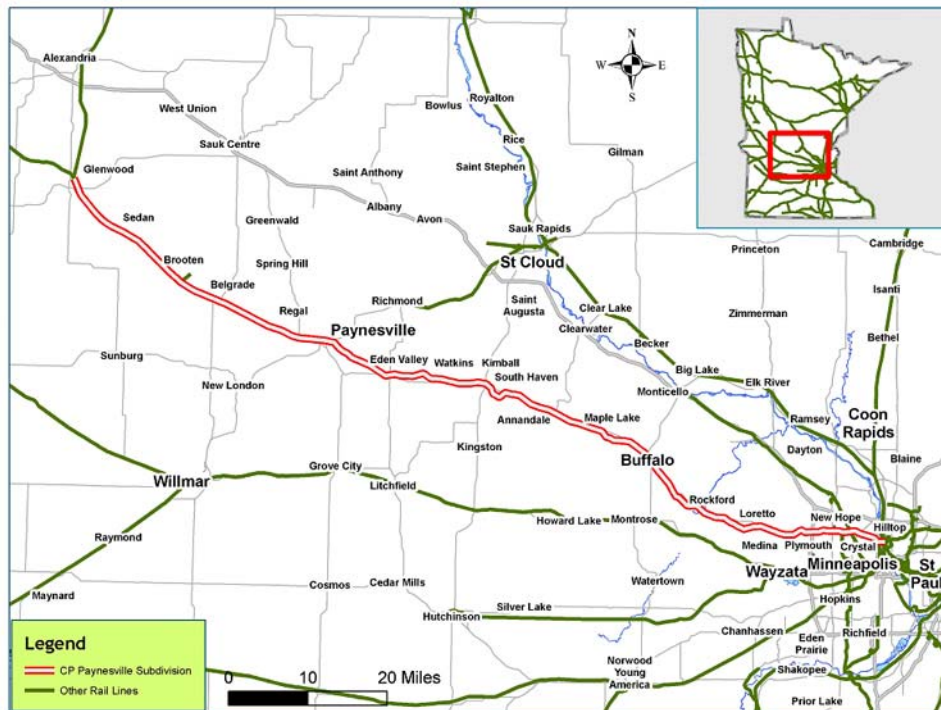 N
W E
S
Alexandria
Bowlus
Royalton
West Union
Rice
Sauk Centre
Gilman
Glenwood
Saint Anthony
Saint Stephen
Sedan
Greenwald
Albany
Avon
Sauk Rapids
Cambridge
Princeton
Brooten
Spring Hill
St Cloud
Belgrade
Isanti
Richmond
Saint
Augusta
Clear Lake
Regal
Paynesville
Zimmerman
Clearwater
Bethel
Becker
Sunburg
Eden Valley
Watkins
Kimball
Big Lake
New London
South Haven
Elk River
Monticello
Coon
Rapids
Annandale
Maple Lake
Ramsey
Kingston
Dayton
Blaine
Buffalo
Grove City
Willmar
Litchfield
Rockford
Loretto
New Hope
Hilltop
Howard Lake
Montrose
Raymond
Medina
Plymouth
Crystal
Wayzata
Minneapolis
St
Paul
Cosmos
Cedar Mills
Watertown
Maynard
Hopkins
Hutchinson
Silver Lake
Chanhassen
Eden
Prairie
Richfield
Norwood
Young
America
Shakopee
Prior Lake
Legend
CP Paynesville Subdivision
Other Rail Lines
0 10 20 Miles